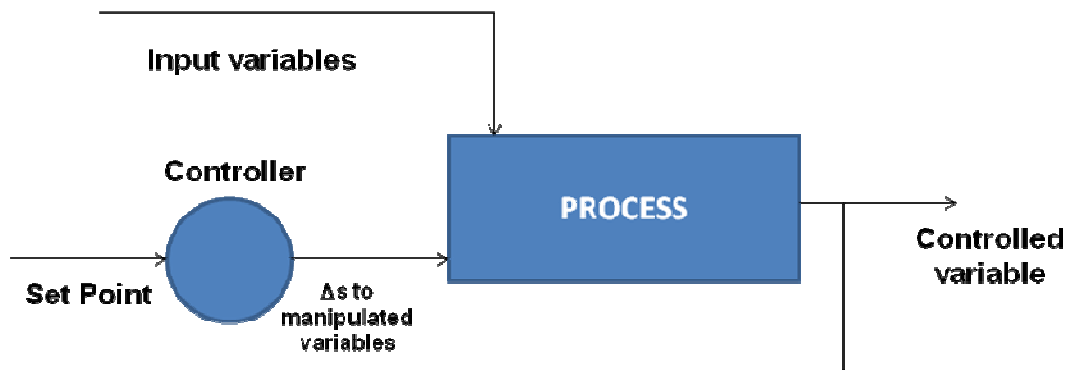 Input variables
Controller
PROCESS
Set Point
Δs to
manipulated
variables
Controlled
variable